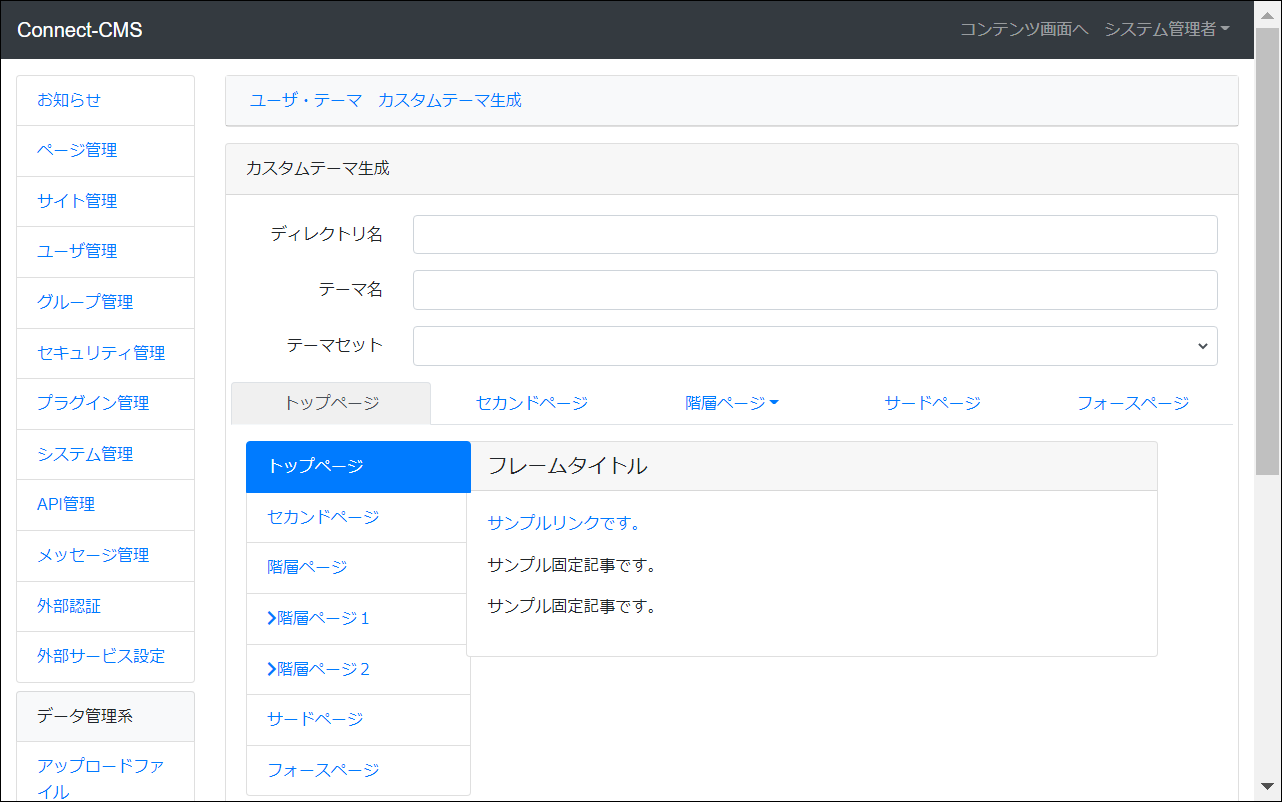 Connect-CMS
コンテンツ画面へ システム管理者
お知らせ
ページ管理
サイト管理
ユーザ管理
グループ管理
セキュリティ管理
プラグイン管理
システム管理
API管理
メッセージ管理
外部認証
外部サービス設定
データ管理系
アップロードファ
イル
ユーザ・テーマ カスタムテーマ生成
カスタムテーマ生成
ディレクトリ名
テーマ名
テーマセット
トップページ セカンドページ 階層ページ サードページ フォースページ
トップページ
セカンドページ
階層ページ
階層ページ１
階層ページ２
サードページ
フォースページ
フレームタイトル
サンプルリンクです。
サンプル固定記事です。
サンプル固定記事です。